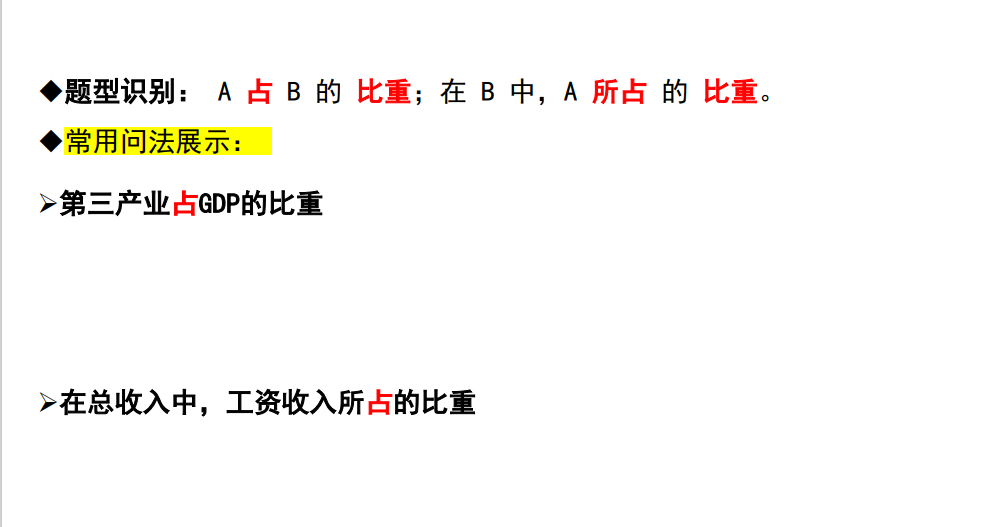 ◆题型识别： A 占 B 的 比重；在 B 中，A 所占 的 比重。
◆常用问法展示：
➢第三产业占GDP的比重
➢在总收入中，工资收入所占的比重